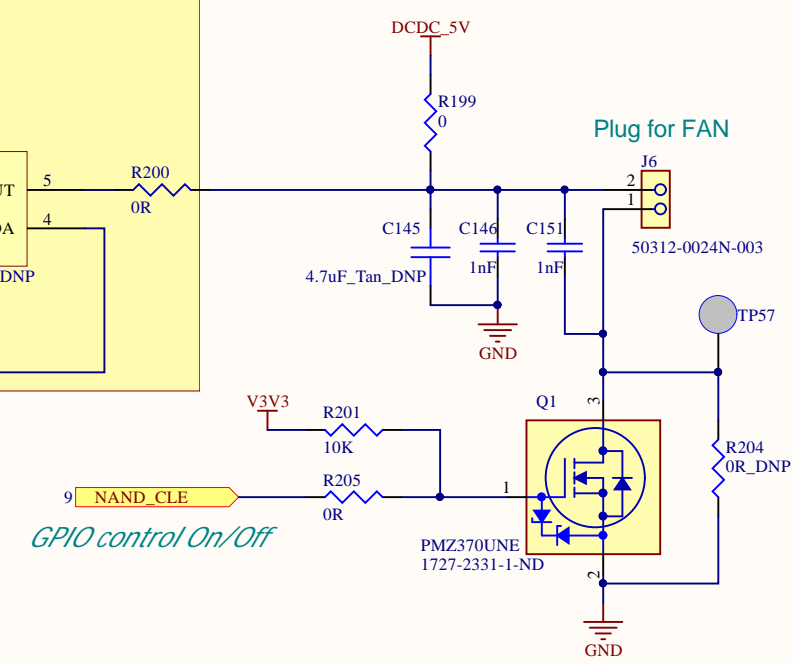 DCDC_5V
R199
0
Plug for FAN
J6
R200
5
UT
0R
2
1
4
DA
C145
C146
C151
50312-0024N-003
DNP
4.7uF_Tan_DNP
1nF
1nF
TP57
GND
V3V3
R201
10K
Q1
3
R204
0R_DNP
R205
0R
9
NAND_CLE
1
GPIO control On/Off
PMZ370UNE
1727-2331-1-ND
2
GND